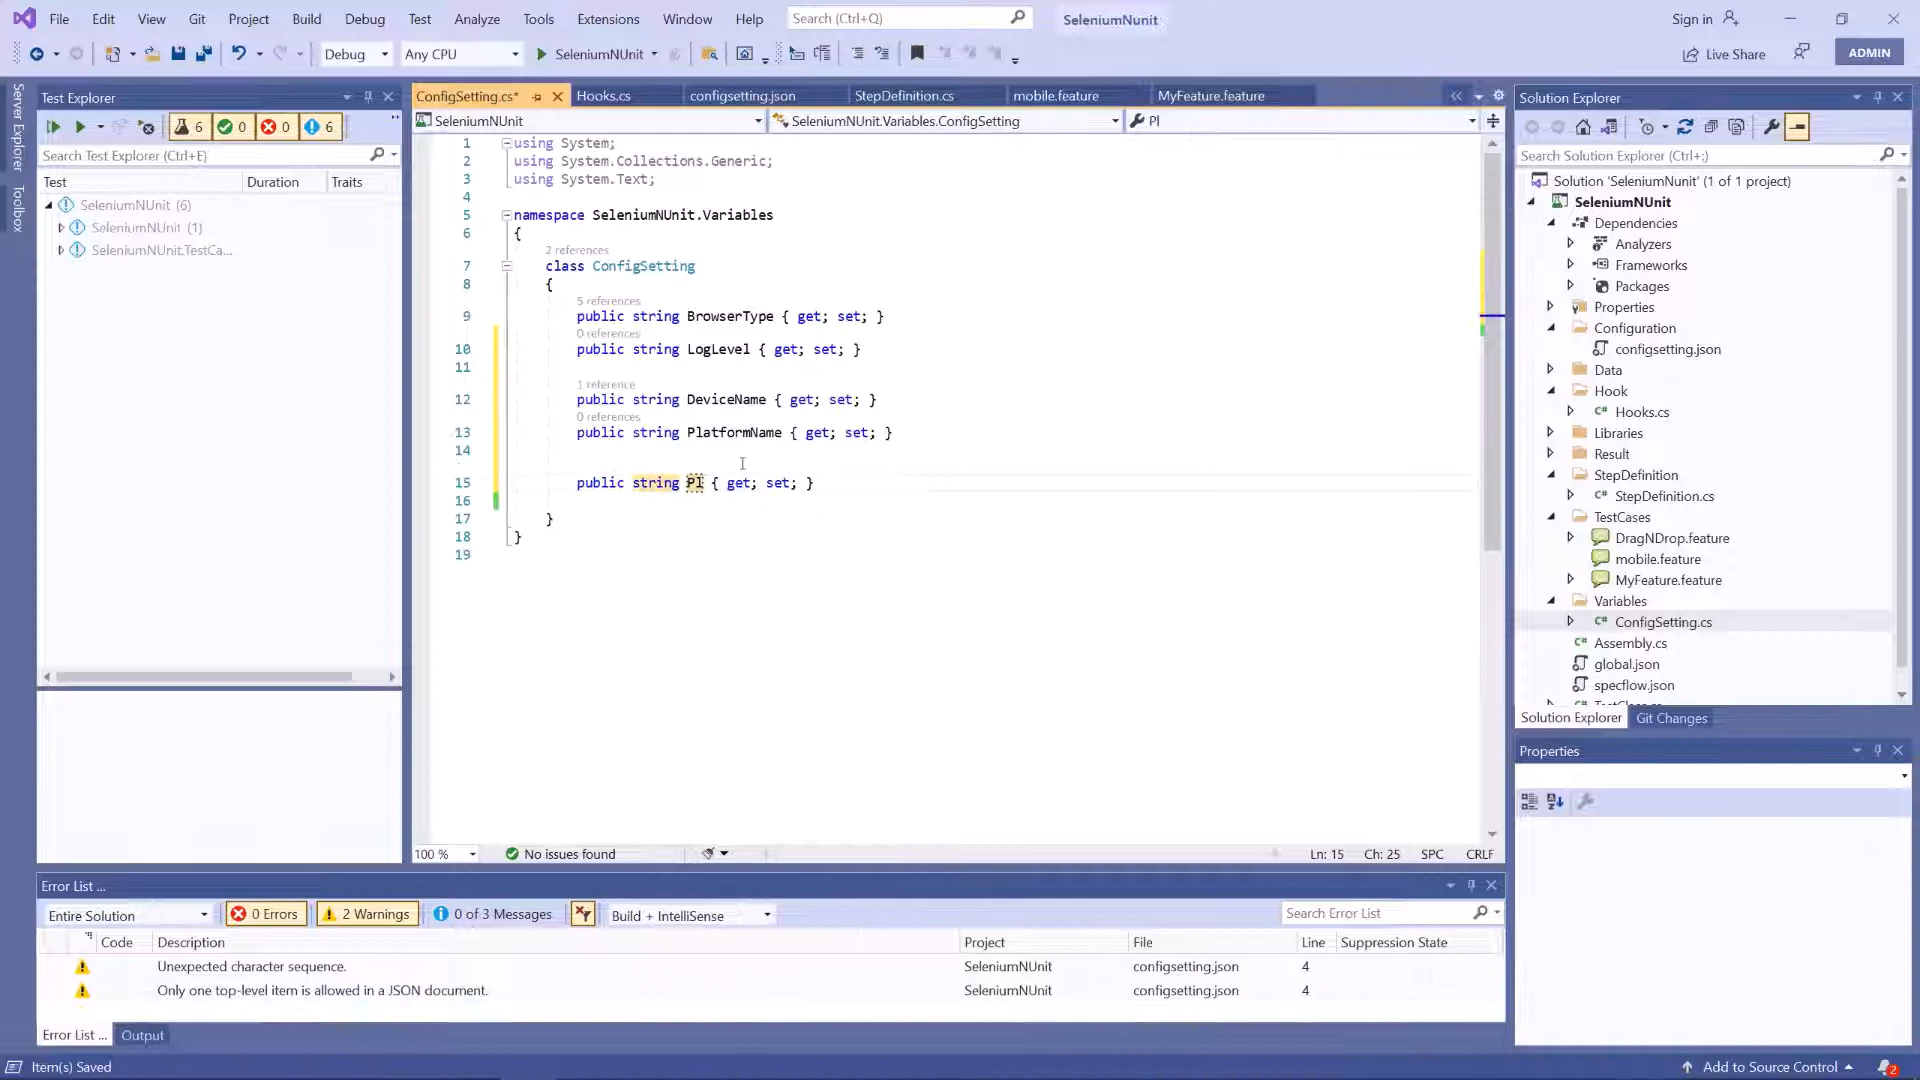 File Edit View Git Project Build Debug Test Analyze Tools Extensions Window Help Search (Ctrl+Q) SeleniumNunit Sign in
Debug Any CPU SeleniumNUnit Live Share ADMIN
Server Explorer
Toolbox
Test Explorer
6 0 0 6
Search Test Explorer (Ctrl+E)
Test Duration Traits
SeleniumNUnit (6)
SeleniumNUnit (1)
SeleniumNUnit.TestCa...
ConfigSetting.cs* Hooks.cs configsetting.json StepDefinition.cs mobile.feature MyFeature.feature
SeleniumNUnit SeleniumNUnit.Variables.ConfigSetting Pl
1 using System;
2 using System.Collections.Generic;
3 using System.Text;
4
5 namespace SeleniumNUnit.Variables
6 {
2 references
7 class ConfigSetting
8 {
5 references
9 public string BrowserType { get; set; }
0 references
10 public string LogLevel { get; set; }
11
1 reference
12 public string DeviceName { get; set; }
0 references
13 public string PlatformName { get; set; }
14
15 public string Pl { get; set; }
16
17 }
18 }
19
100 % No issues found Ln: 15 Ch: 25 SPC CRLF
Solution Explorer
Search Solution Explorer (Ctrl+;)
Solution 'SeleniumNunit' (1 of 1 project)
SeleniumNUnit
Dependencies
Analyzers
Frameworks
Packages
Properties
Configuration
configsetting.json
Data
Hook
Hooks.cs
Libraries
Result
StepDefinition
StepDefinition.cs
TestCases
DragNDrop.feature
mobile.feature
MyFeature.feature
Variables
ConfigSetting.cs
Assembly.cs
global.json
specflow.json
Solution Explorer Git Changes
Properties
Error List ...
Entire Solution 0 Errors 2 Warnings 0 of 3 Messages Build + IntelliSense Search Error List
Code Description Project File Line Suppression State
Unexpected character sequence. SeleniumNUnit configsetting.json 4
Only one top-level item is allowed in a JSON document. SeleniumNUnit configsetting.json 4
Error List ... Output
Item(s) Saved Add to Source Control 2